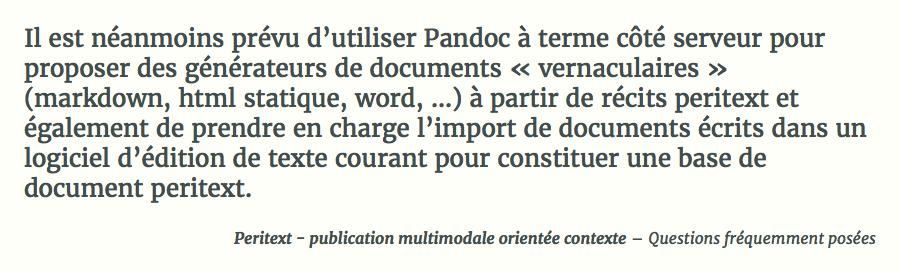 Il est néanmoins prévu d’utiliser Pandoc à terme côté serveur pour
proposer des générateurs de documents « vernaculaires »
(markdown, html statique, word, ...) à partir de récits peritext et
également de prendre en charge l’import de documents écrits dans un
logiciel d’édition de texte courant pour constituer une base de
document peritext.
Peritext - publication multimodale orientée contexte – Questions fréquemment posées